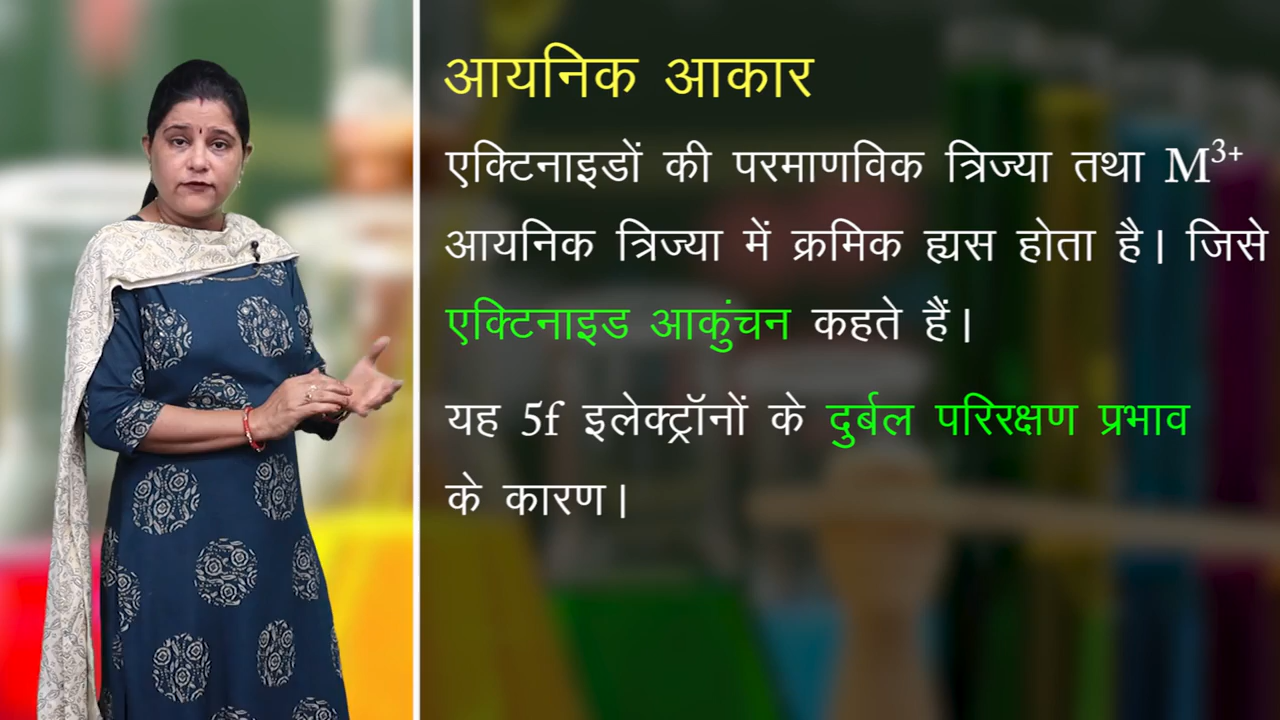 आयनिक आकार
एक्टिनाइडों की परमाणविक त्रिज्या तथा M³⁺
आयनिक त्रिज्या में क्रमिक ह्यस होता है। जिसे
एक्टिनाइड आकुंचन कहते हैं।
यह 5f इलेक्ट्रॉनों के दुर्बल परिरक्षण प्रभाव
के कारण।